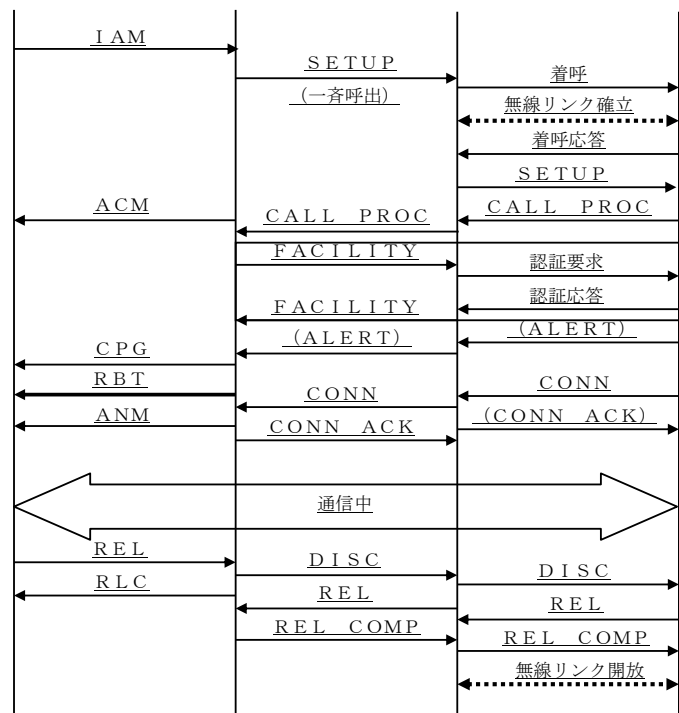 ＩＡＭ
ＳＥＴＵＰ
（一斉呼出）
着呼
無線リンク確立
着呼応答
ＳＥＴＵＰ
ＡＣＭ
ＣＡＬＬ　ＰＲＯＣ
ＣＡＬＬ　ＰＲＯＣ
ＦＡＣＩＬＩＴＹ
認証要求
認証応答
ＦＡＣＩＬＩＴＹ
（ＡＬＥＲＴ）
（ＡＬＥＲＴ）
ＣＰＧ
ＲＢＴ
ＣＯＮＮ
ＣＯＮＮ
ＡＮＭ
ＣＯＮＮ　ＡＣＫ
（ＣＯＮＮ　ＡＣＫ）
通信中
ＲＥＬ
ＤＩＳＣ
ＤＩＳＣ
ＲＬＣ
ＲＥＬ
ＲＥＬ
ＲＥＬ　ＣＯＭＰ
ＲＥＬ　ＣＯＭＰ
無線リンク開放